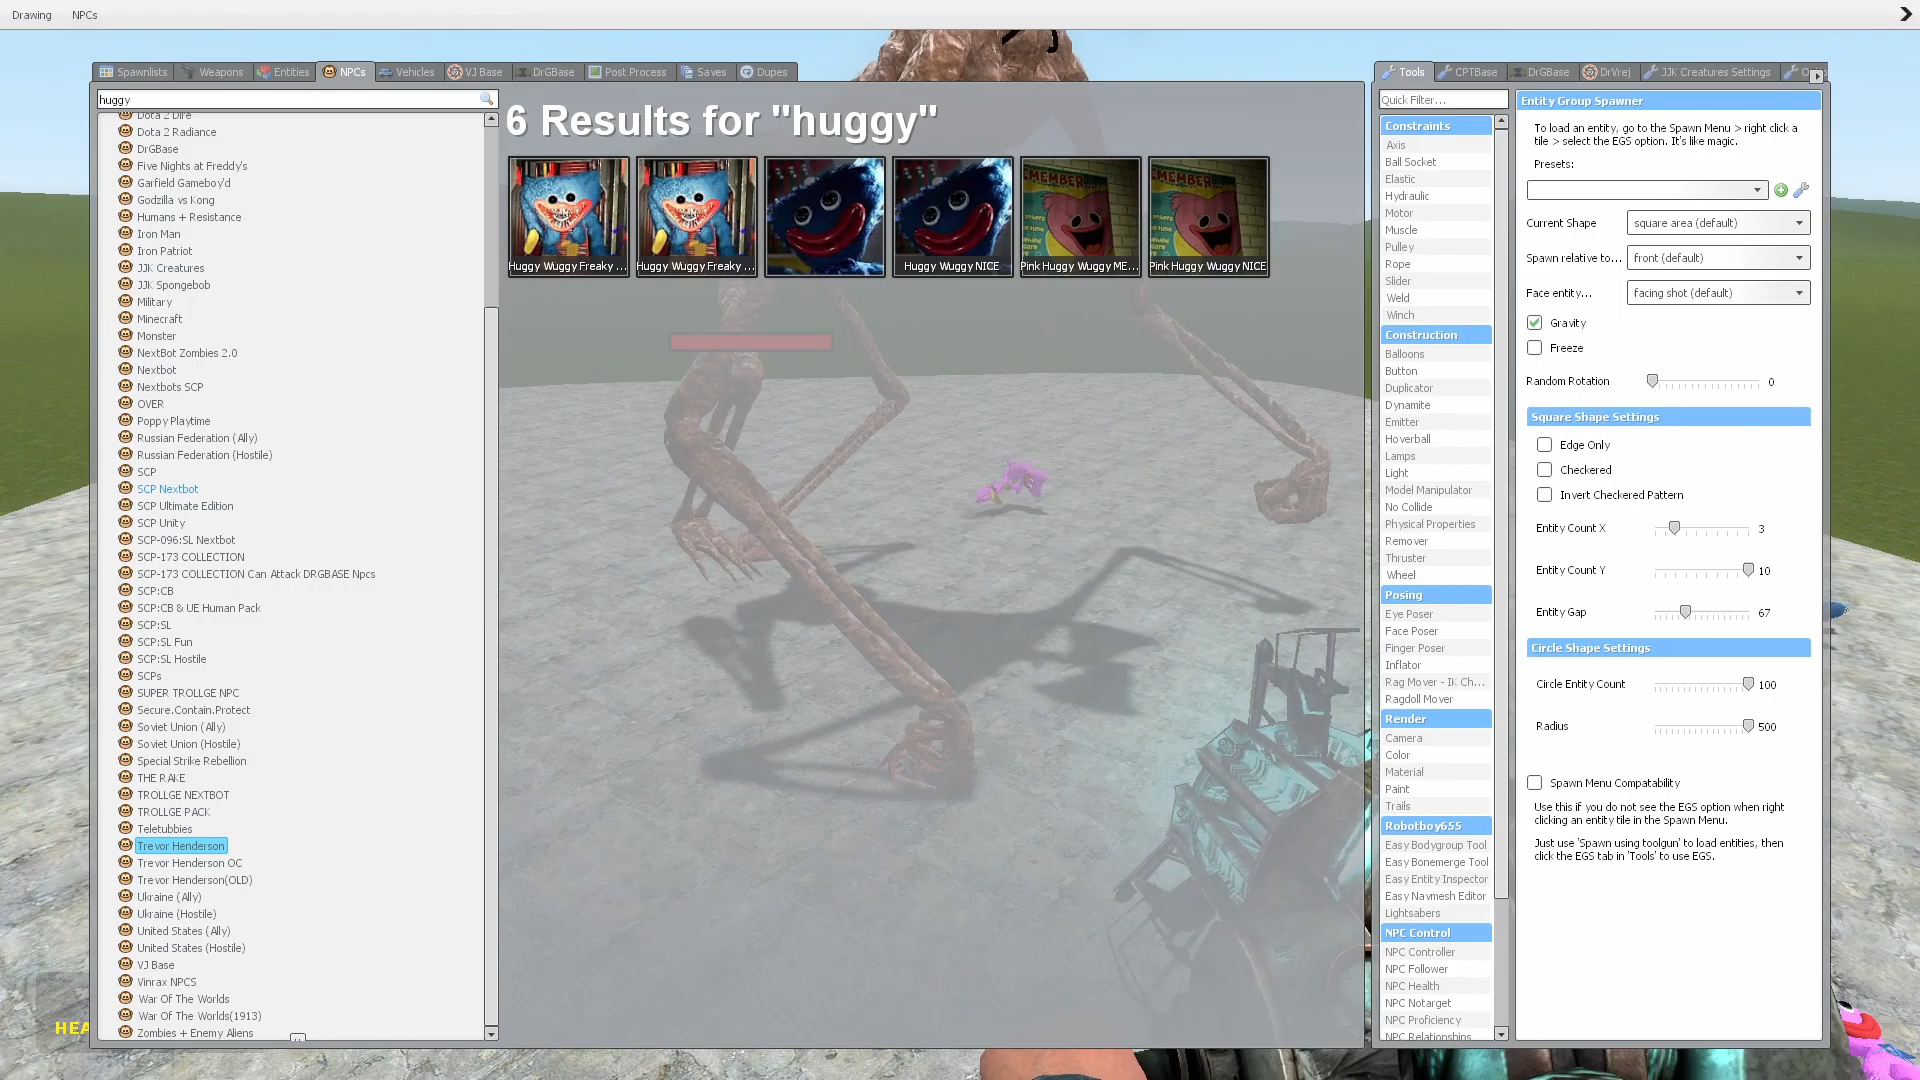 Drawing
NPCs
Spawnlists
Weapons
Entities
NPCs
Vehicles
VJ Base
DrGBase
Post Process
Saves
Dupes
huggy
Dota 2 Dire
Dota 2 Radiance
DrGBase
Five Nights at Freddy's
Garfield Gameboy'd
Godzilla vs Kong
Humans + Resistance
Iron Man
Iron Patriot
JJK Creatures
JJK Spongebob
Military
Minecraft
Monster
NextBot Zombies 2.0
Nextbot
Nextbots SCP
OVER
Poppy Playtime
Russian Federation (Ally)
Russian Federation (Hostile)
SCP
SCP Nextbot
SCP Ultimate Edition
SCP Unity
SCP-096:SL Nextbot
SCP-173 COLLECTION
SCP-173 COLLECTION Can Attack DRGBASE Npcs
SCP:CB
SCP:CB & UE Human Pack
SCP:SL
SCP:SL Fun
SCP:SL Hostile
SCPs
SUPER TROLLGE NPC
Secure.Contain.Protect
Soviet Union (Ally)
Soviet Union (Hostile)
Special Strike Rebellion
THE RAKE
TROLLGE NEXTBOT
TROLLGE PACK
Teletubbies
Trevor Henderson
Trevor Henderson OC
Trevor Henderson(OLD)
Ukraine (Ally)
Ukraine (Hostile)
United States (Ally)
United States (Hostile)
VJ Base
Vinrax NPCS
War Of The Worlds
War Of The Worlds(1913)
Zombies + Enemy Aliens
HEA
6 Results for "huggy"
Huggy Wuggy Freaky ...
Huggy Wuggy Freaky ...
Huggy Wuggy NICE
Pink Huggy Wuggy ME...
Pink Huggy Wuggy NICE
Tools
CPTBase
DrGBase
DrVrej
JJK Creatures Settings
Quick Filter...
Constraints
Axis
Ball Socket
Elastic
Hydraulic
Motor
Muscle
Pulley
Rope
Slider
Weld
Winch
Construction
Balloons
Button
Duplicator
Dynamite
Emitter
Hoverball
Lamps
Light
Model Manipulator
No Collide
Physical Properties
Remover
Thruster
Wheel
Posing
Eye Poser
Face Poser
Finger Poser
Inflator
Rag Mover - IK Ch...
Ragdoll Mover
Render
Camera
Color
Material
Paint
Trails
Robotboy655
Easy Bodygroup Tool
Easy Bonemerge Tool
Easy Entity Inspector
Easy Navmesh Editor
Lightsabers
NPC Control
NPC Controller
NPC Follower
NPC Health
NPC Notarget
NPC Proficiency
NPC Relationships
Entity Group Spawner
To load an entity, go to the Spawn Menu > right click a
tile > select the EGS option. It's like magic.
Presets:
Current Shape square area (default)
Spawn relative to... front (default)
Face entity... facing shot (default)
Gravity
Freeze
Random Rotation 0
Square Shape Settings
Edge Only
Checkered
Invert Checkered Pattern
Entity Count X 3
Entity Count Y 10
Entity Gap 67
Circle Shape Settings
Circle Entity Count 100
Radius 500
Spawn Menu Compatability
Use this if you do not see the EGS option when right
clicking an entity tile in the Spawn Menu.
Just use 'Spawn using toolgun' to load entities, then
click the EGS tab in 'Tools' to use EGS.